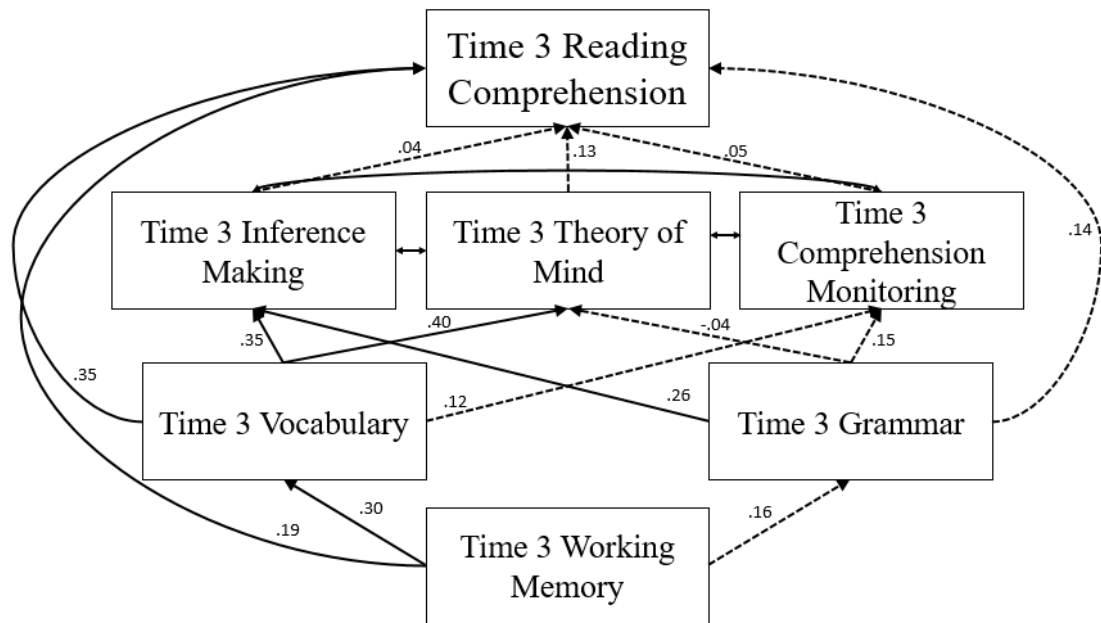 Time 3 Reading
Comprehension
.04
.13
.05
Time 3 Inference
Making
Time 3 Theory of
Mind
Time 3
Comprehension
Monitoring
.14
.35
.40
-.04
.15
.35
Time 3 Vocabulary
.12
.26
Time 3 Grammar
.19
.30
Time 3 Working
Memory
.16